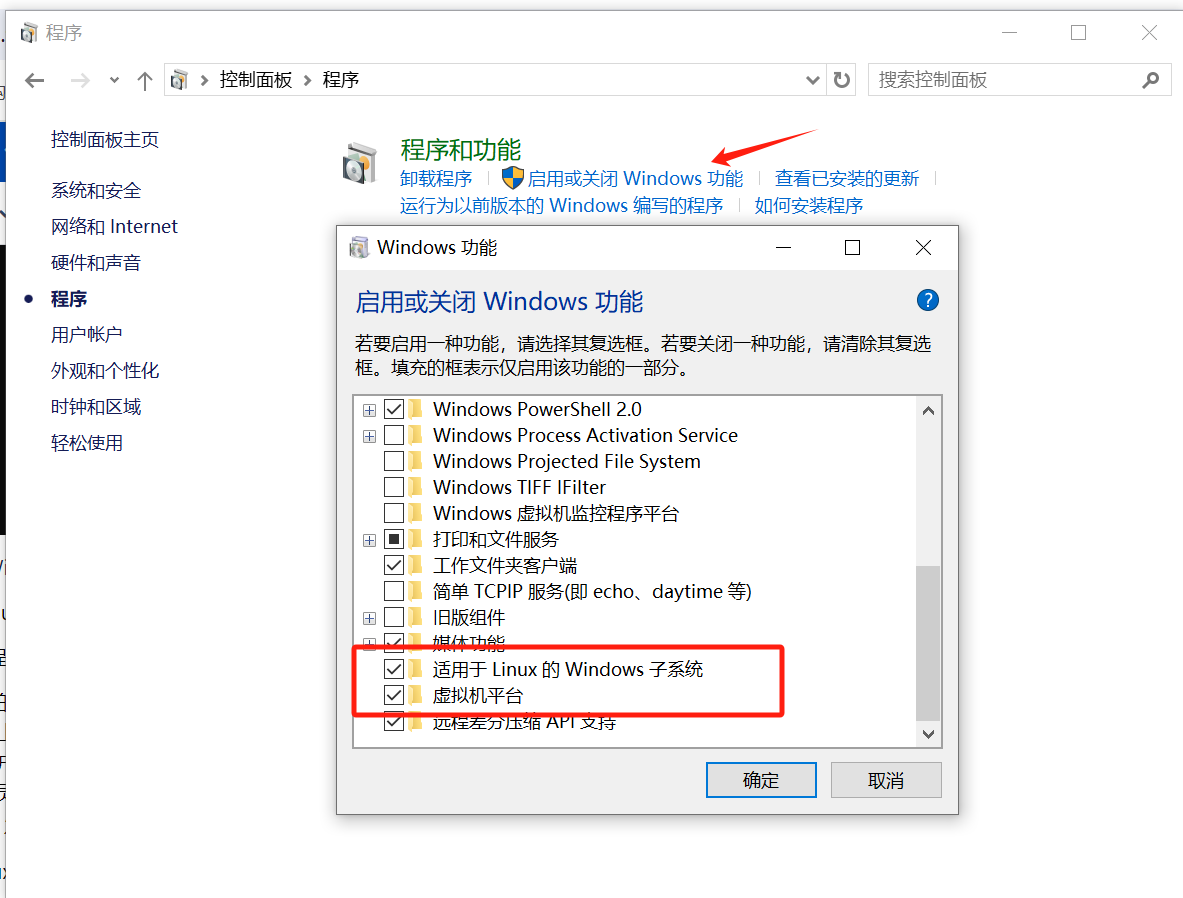 程序
控制面板 程序
搜索控制面板
控制面板主页
系统和安全
网络和 Internet
硬件和声音
程序
用户帐户
外观和个性化
时钟和区域
轻松使用
程序和功能
卸载程序 启用或关闭 Windows 功能 查看已安装的更新
运行为以前版本的 Windows 编写的程序 如何安装程序
Windows 功能
启用或关闭 Windows 功能
若要启用一种功能，请选择其复选框。若要关闭一种功能，请清除其复选
框。填充的框表示仅启用该功能的一部分。
Windows PowerShell 2.0
Windows Process Activation Service
Windows Projected File System
Windows TIFF IFilter
Windows 虚拟机监控程序平台
打印和文件服务
工作文件夹客户端
简单 TCPIP 服务(即 echo、daytime 等)
旧版组件
媒体功能
适用于 Linux 的 Windows 子系统
虚拟机平台
远程差分压缩 API 支持
确定 取消